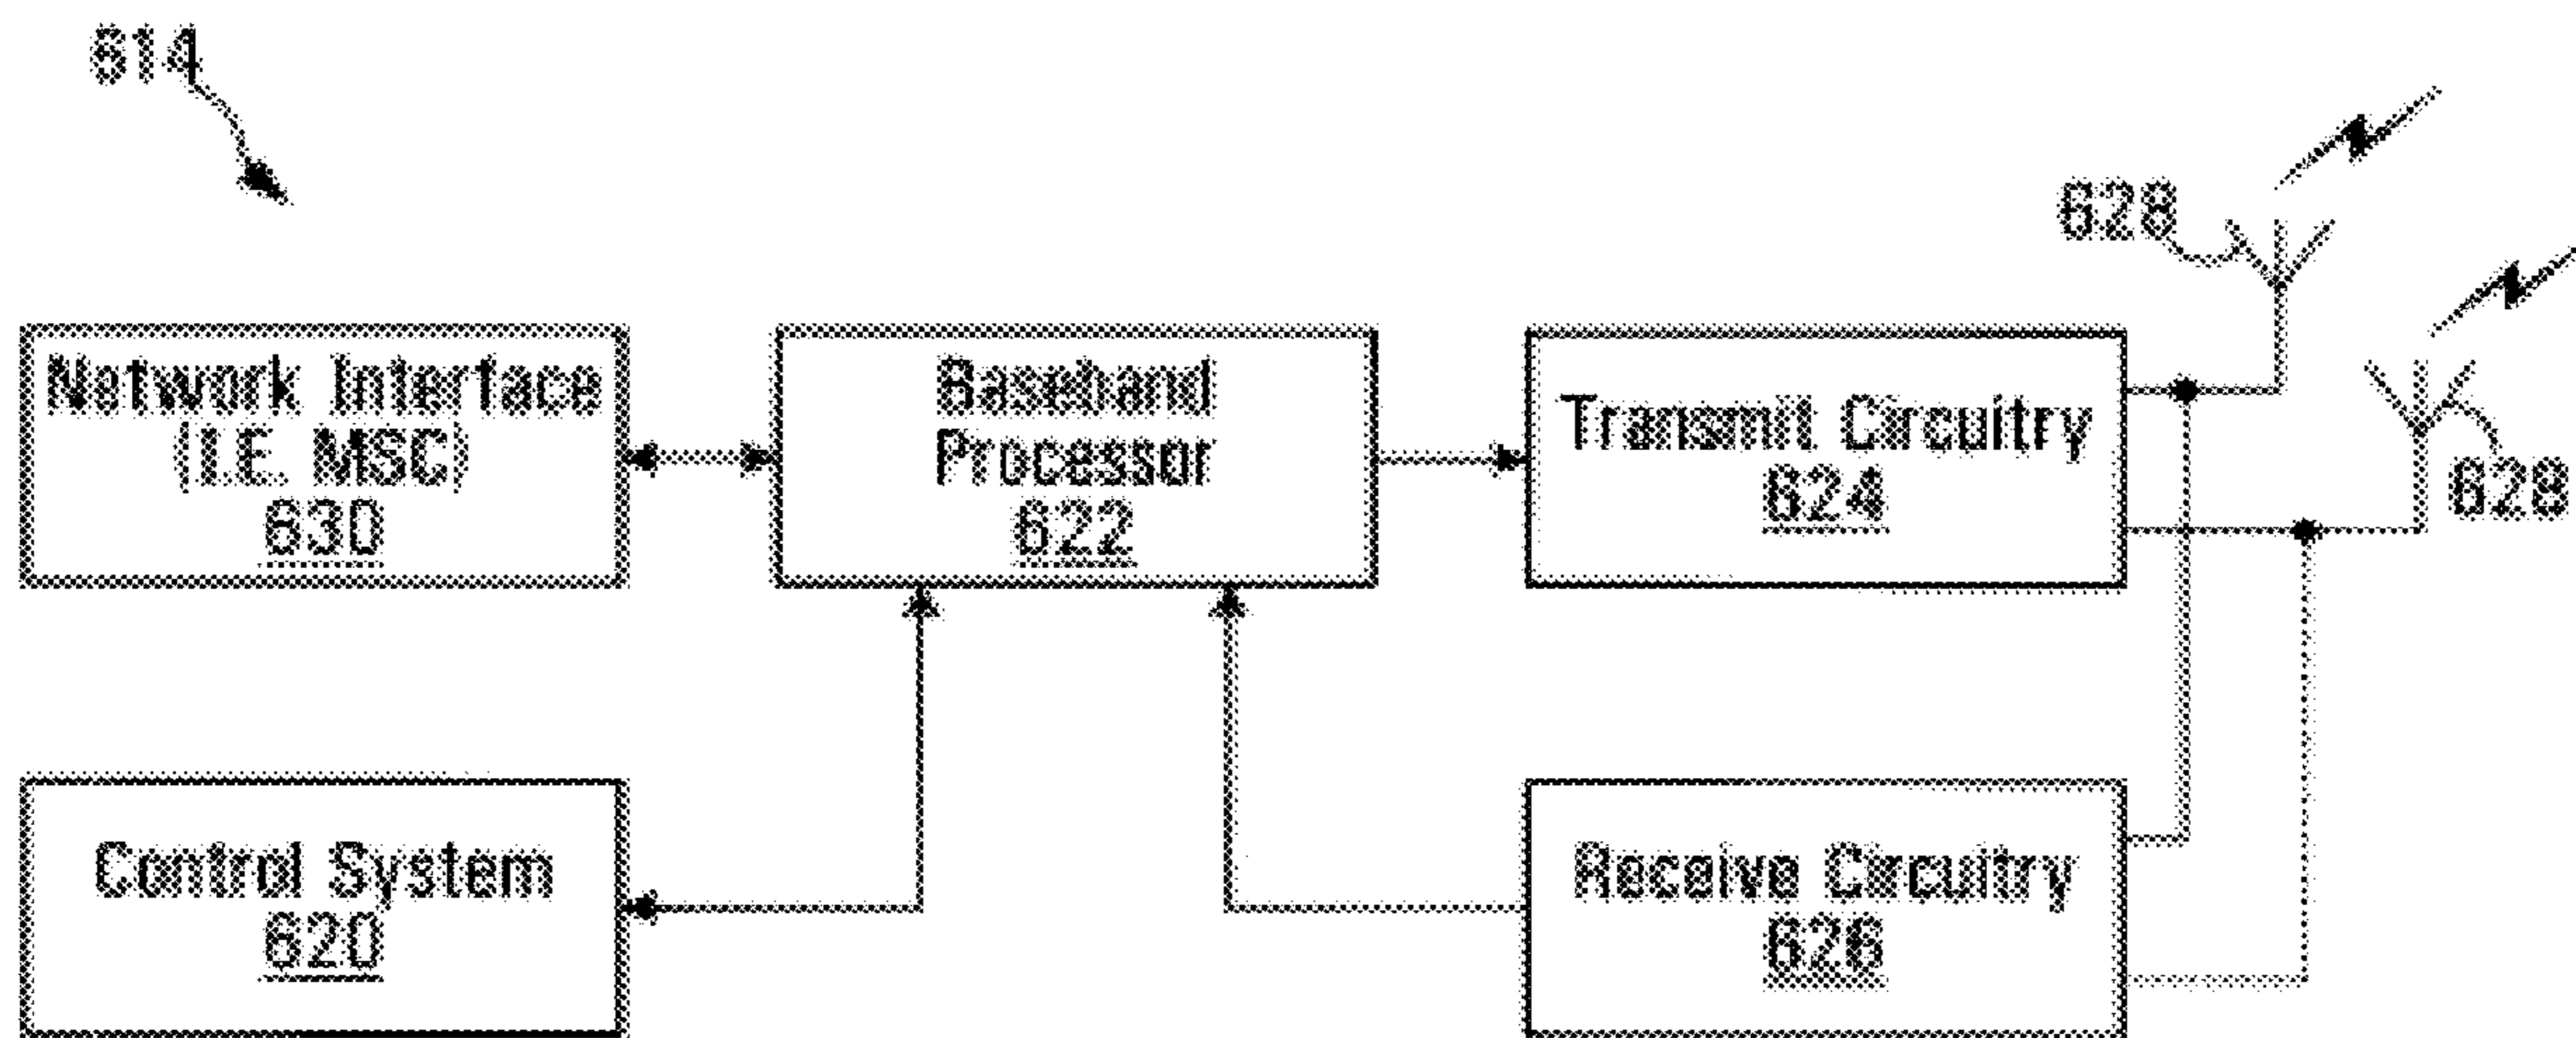 614
628
628
Network Interface
(I.E. MSC)
630
Baseband
Processor
622
Transmit Circuitry
624
Control System
620
Receive Circuitry
626